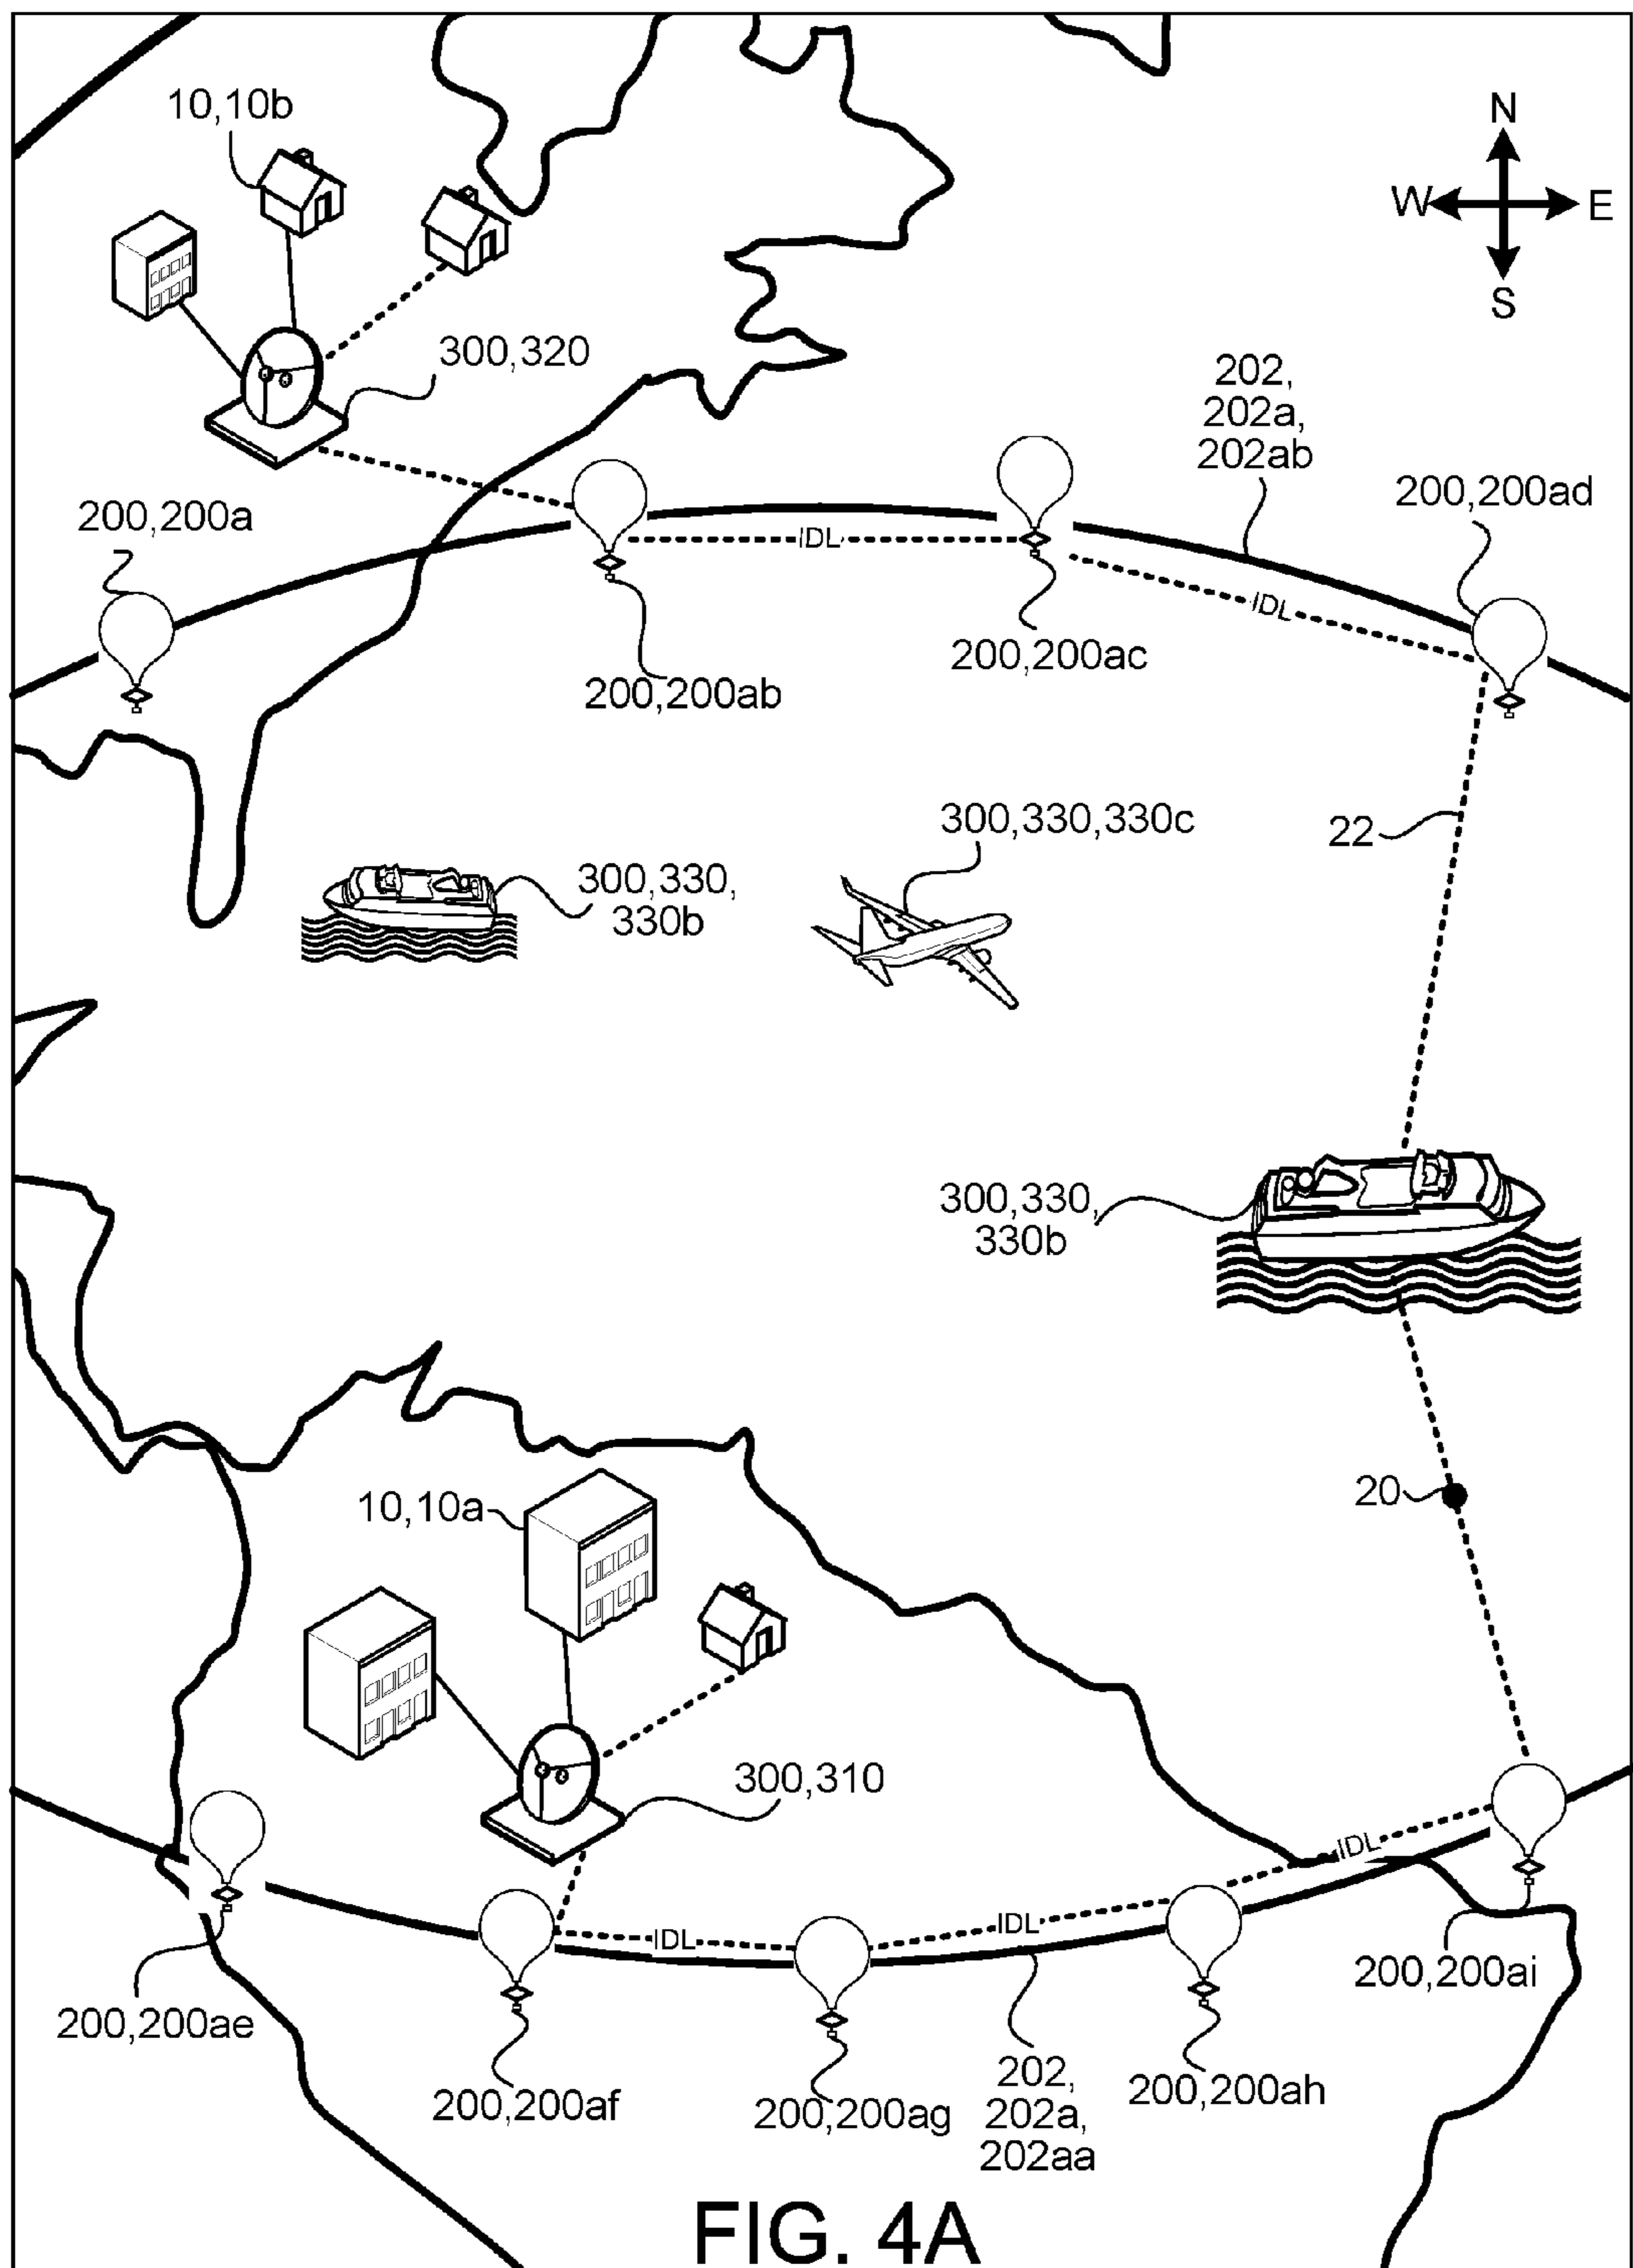 10,10b
N
W
E
S
300,320
202,
202a,
202ab
200,200ad
200,200a
IDL
IDL
200,200ac
200,200ab
300,330,330c
22
300,330,
330b
300,330,
330b
20
10,10a
300,310
IDL
IDL
IDL
200,200ai
200,200ae
200,200af
200,200ag
202,
202a,
202aa
200,200ah
FIG. 4A